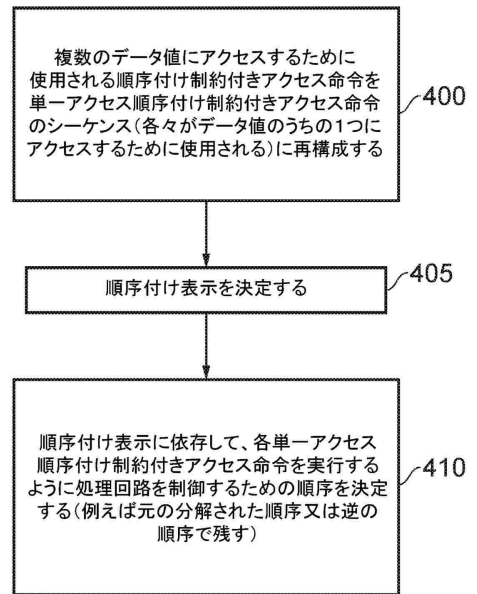 複数のデータ値にアクセスするために
使用される順序付け制約付きアクセス命令を
単一アクセス順序付け制約付きアクセス命令
のシーケンス(各々がデータ値のうちの1つに
アクセスするために使用される)に再構成する
400
順序付け表示を決定する
405
順序付け表示に依存して、各単一アクセス
順序付け制約付きアクセス命令を実行する
ように処理回路を制御するための順序を決定
する(例えば元の分解された順序又は逆の
順序で残す)
410